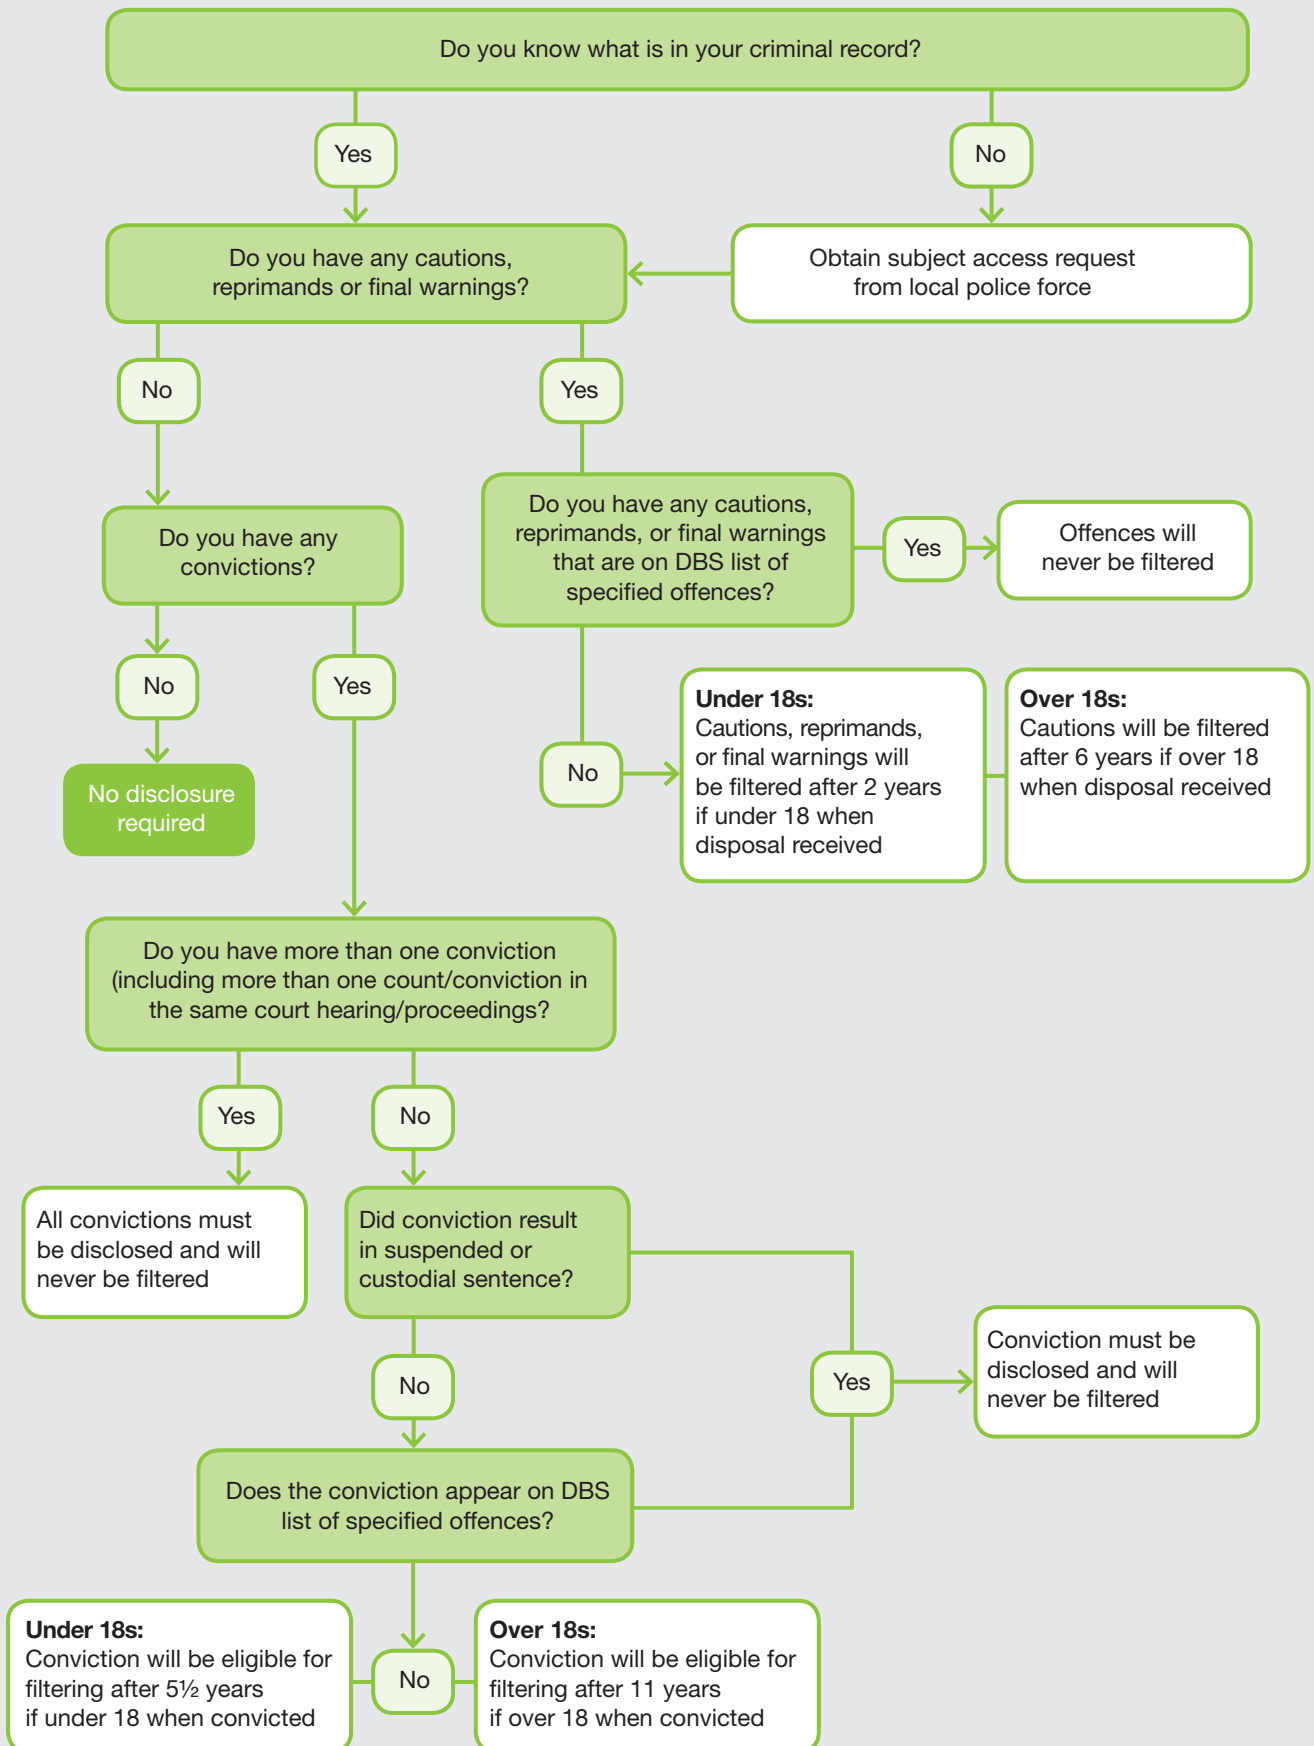 Do you know what is in your criminal record?
Yes
No
Do you have any cautions,
reprimands or final warnings?
Obtain subject access request
from local police force
No
Yes
Do you have any
convictions?
Do you have any cautions,
reprimands, or final warnings
that are on DBS list of
specified offences?
Yes
Offences will
never be filtered
No
Yes
No disclosure
required
No
Under 18s:
Cautions, reprimands,
or final warnings will
be filtered after 2 years
if under 18 when
disposal received
Over 18s:
Cautions will be filtered
after 6 years if over 18
when disposal received
Do you have more than one conviction
(including more than one count/conviction in
the same court hearing/proceedings?
Yes
No
All convictions must
be disclosed and will
never be filtered
Did conviction result
in suspended or
custodial sentence?
No
Yes
Conviction must be
disclosed and will
never be filtered
Does the conviction appear on DBS
list of specified offences?
Under 18s:
Conviction will be eligible for
filtering after 5½ years
if under 18 when convicted
No
Over 18s:
Conviction will be eligible for
filtering after 11 years
if over 18 when convicted